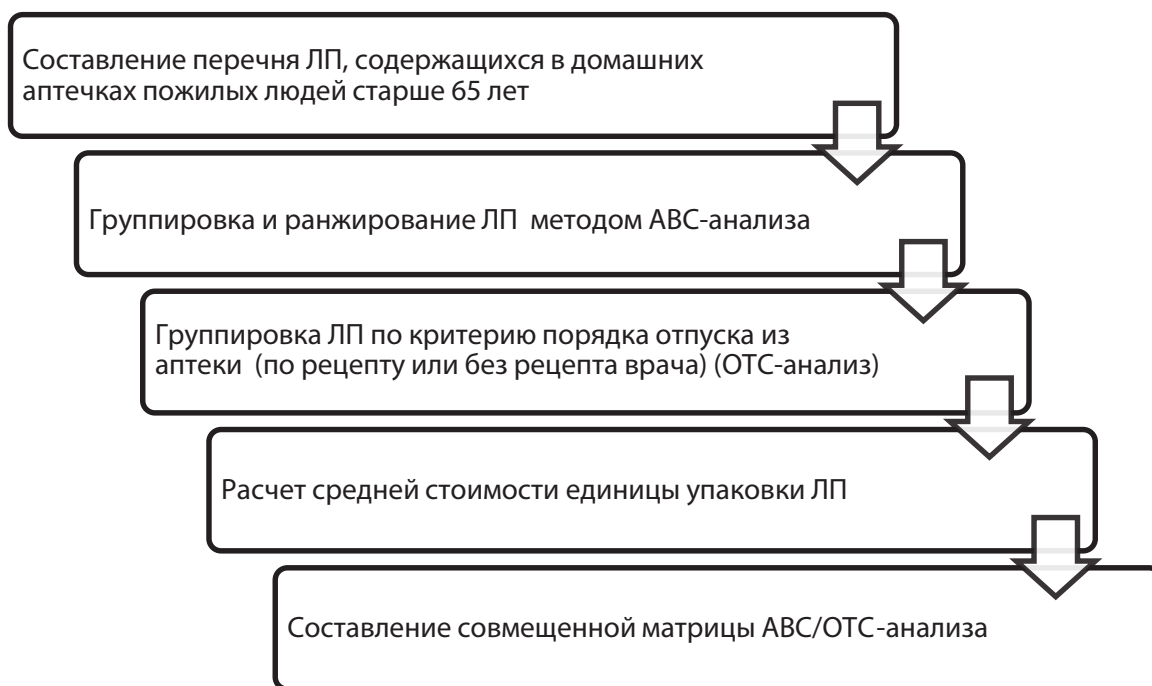 Составление перечня ЛП, содержащихся в домашних
аптечках пожилых людей старше 65 лет
Группировка и ранжирование ЛП методом АВС-анализа
Группировка ЛП по критерию порядка отпуска из
аптеки (по рецепту или без рецепта врача) (ОТС-анализ)
Расчет средней стоимости единицы упаковки ЛП
Составление совмещенной матрицы АВС/ОТС-анализа